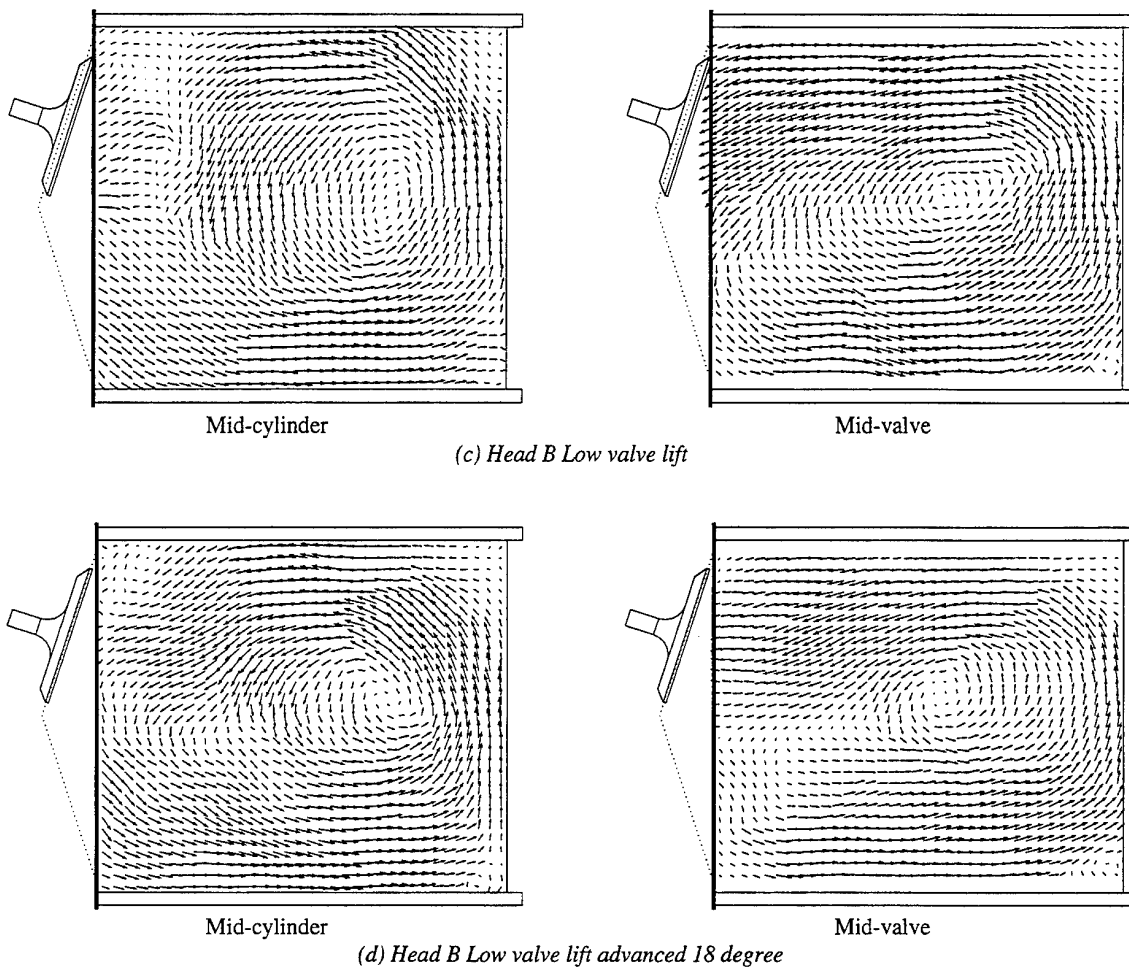 Mid-cylinder
Mid-valve
(c) Head B Low valve lift
Mid-cylinder
Mid-valve
(d) Head B Low valve lift advanced 18 degree